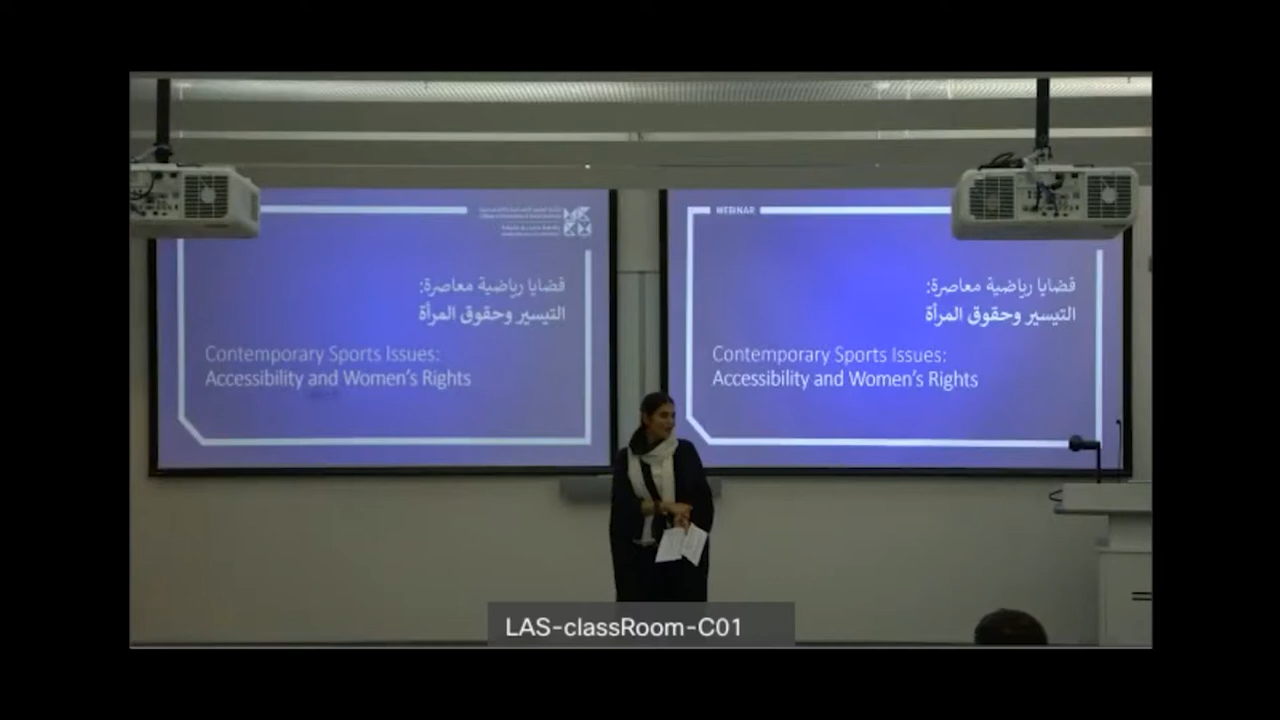 قضايا رياضية معاصرة:
التيسير وحقوق المرأة
Contemporary Sports Issues:
Accessibility and Women's Rights
WEBINAR
قضايا رياضية معاصرة:
التيسير وحقوق المرأة
Contemporary Sports Issues:
Accessibility and Women's Rights
LAS-classRoom-C01